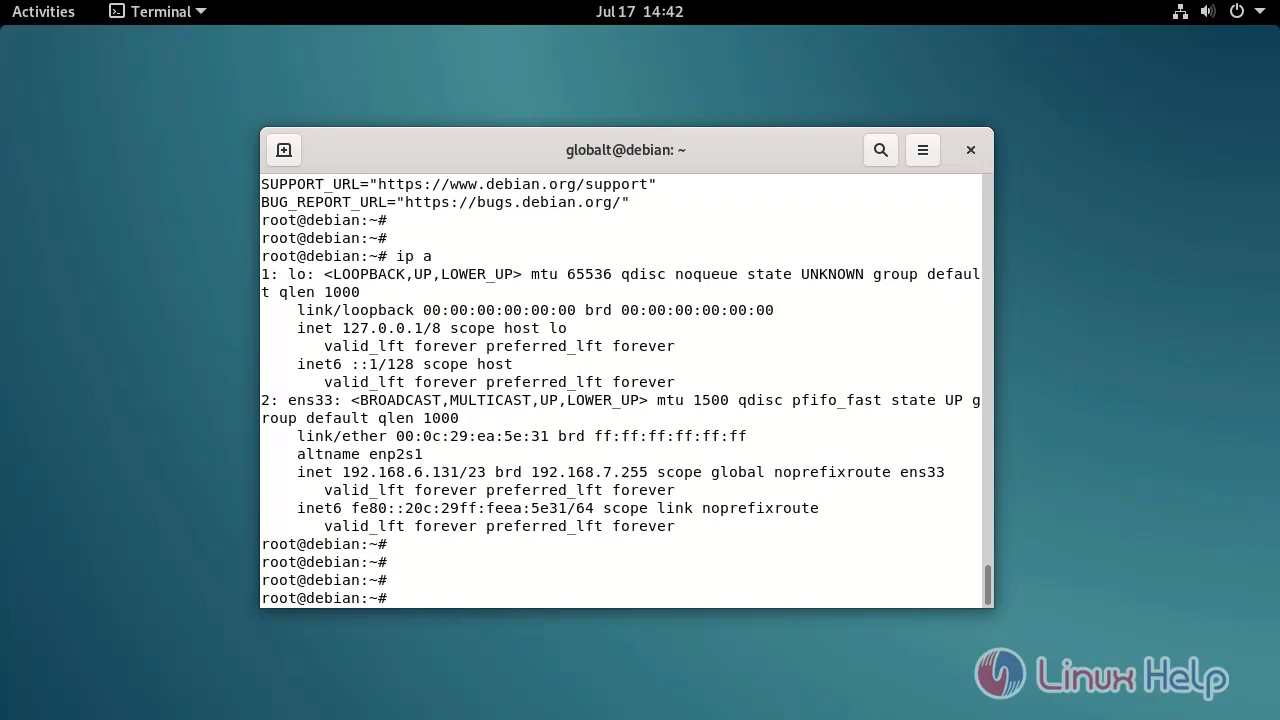 Activities Terminal Jul 17 14:42
globalt@debian: ~
SUPPORT_URL="https://www.debian.org/support"
BUG_REPORT_URL="https://bugs.debian.org/"
root@debian:~#
root@debian:~#
root@debian:~# ip a
1: lo: <LOOPBACK,UP,LOWER_UP> mtu 65536 qdisc noqueue state UNKNOWN group defaul
t qlen 1000
    link/loopback 00:00:00:00:00:00 brd 00:00:00:00:00:00
    inet 127.0.0.1/8 scope host lo
       valid_lft forever preferred_lft forever
    inet6 ::1/128 scope host
       valid_lft forever preferred_lft forever
2: ens33: <BROADCAST,MULTICAST,UP,LOWER_UP> mtu 1500 qdisc pfifo_fast state UP g
roup default qlen 1000
    link/ether 00:0c:29:ea:5e:31 brd ff:ff:ff:ff:ff:ff
    altname enp2s1
    inet 192.168.6.131/23 brd 192.168.7.255 scope global noprefixroute ens33
       valid_lft forever preferred_lft forever
    inet6 fe80::20c:29ff:feea:5e31/64 scope link noprefixroute
       valid_lft forever preferred_lft forever
root@debian:~#
root@debian:~#
root@debian:~#
root@debian:~#
Linux Help